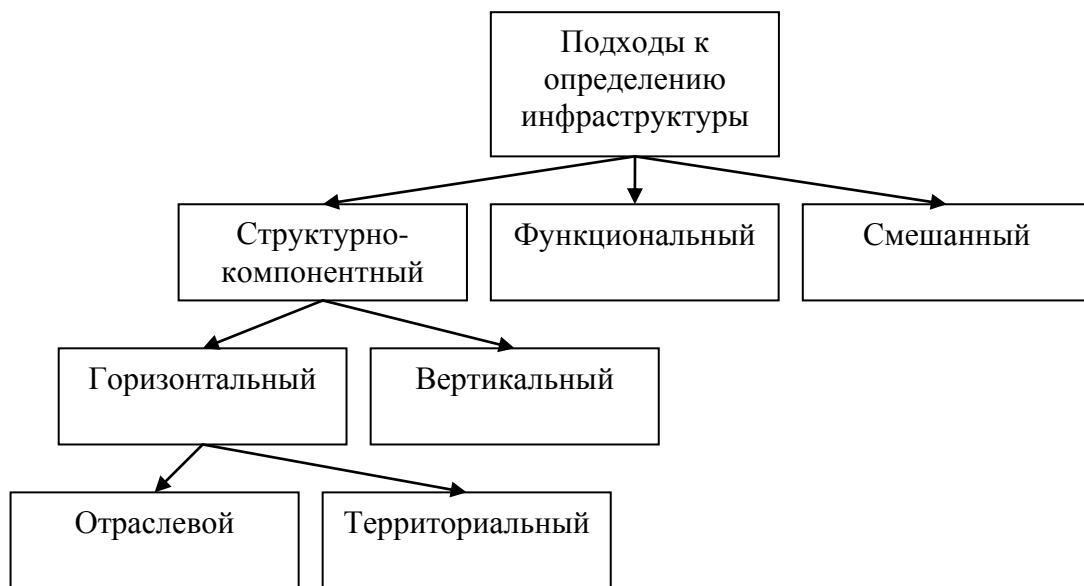 Подходы к
определению
инфраструктуры
Структурно-
компонентный
Функциональный
Смешанный
Горизонтальный
Вертикальный
Отраслевой
Территориальный